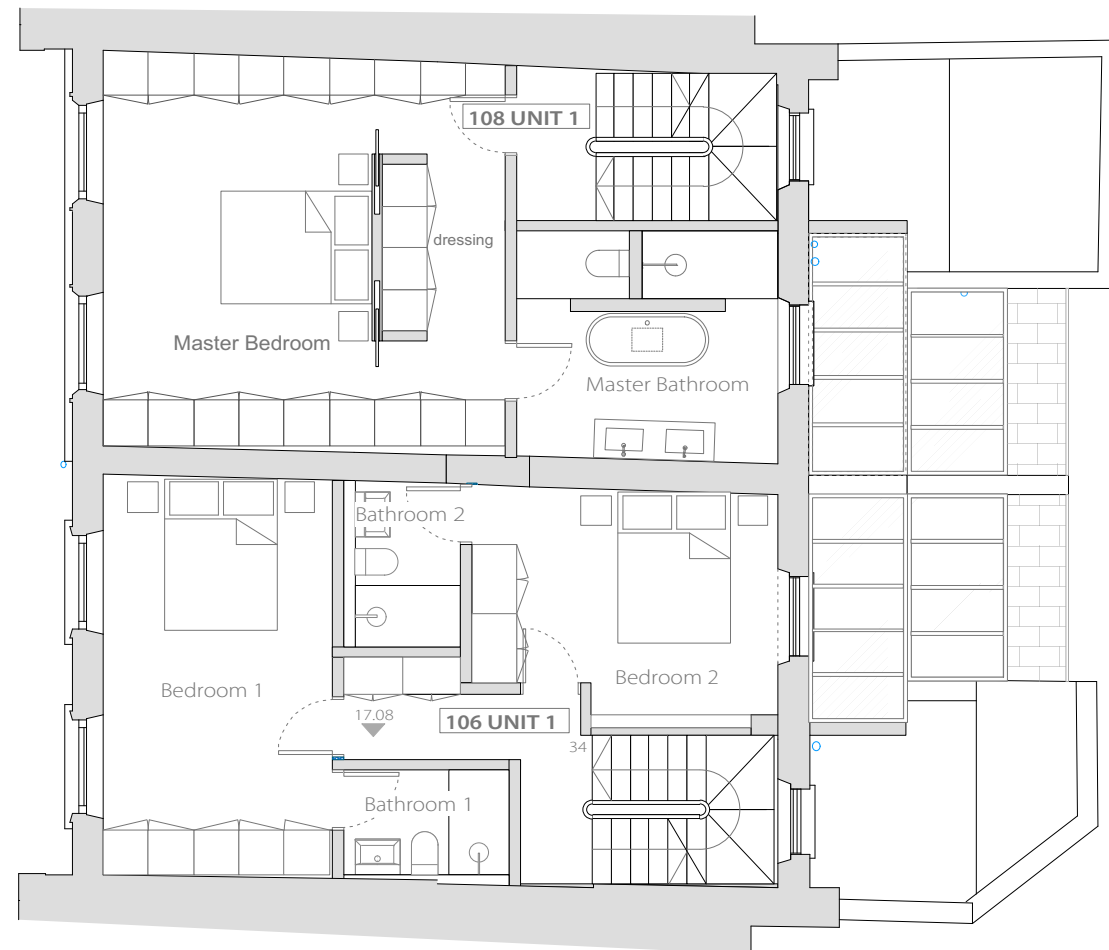 108 UNIT 1
dressing
Master Bedroom
Master Bathroom
Bathroom 2
Bedroom 1
Bedroom 2
17.08
106 UNIT 1
34
Bathroom 1